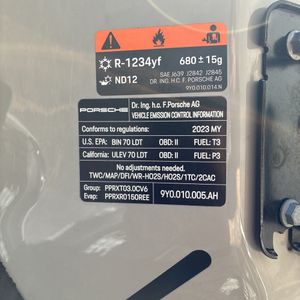 R-1234yf 680 ± 15g
ND12
SAE J639 J2842 J2845
DR. ING. H.C. F. PORSCHE AG
9Y0.010.014.N
PORSCHE Dr. Ing. h.c. F.Porsche AG
VEHICLE EMISSION CONTROL INFORMATION
Conforms to regulations: 2023 MY
U.S. EPA: BIN 70 LDT OBD: II FUEL: T3
California: ULEV 70 LDT OBD: II FUEL: P3
No adjustments needed.
TWC/MAP/DFI/WR-HO2S/HO2S/1TC/2CAC
Group: PPRXT03.0CV6
Evap: PPRXR0150REE
9Y0.010.005.AH